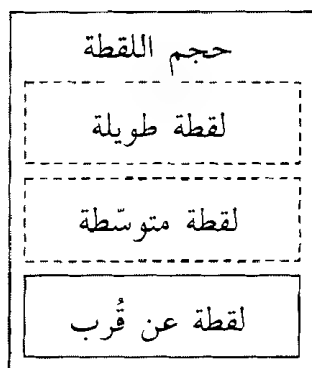 حجم اللقطة
لقطة طويلة
لقطة متوسّطة
لقطة عن قُرب